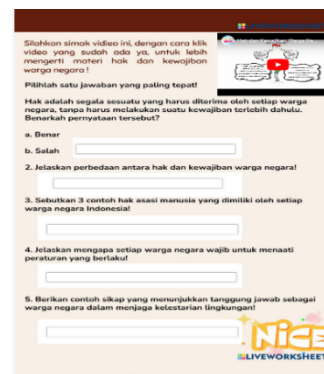 LIVEWORKSHEETS
Silahkan simak vidieo ini, dengan cara klik
video yang sudah ada ya, untuk lebih
mengerti materi hak dan kewajiban
warga negara !
Pilihlah satu jawaban yang paling tepat!
Hak adalah segala sesuatu yang harus diterima oleh setiap warga
negara, tanpa harus melakukan suatu kewajiban terlebih dahulu.
Benarkah pernyataan tersebut?
a. Benar
b. Salah
2. Jelaskan perbedaan antara hak dan kewajiban warga negara!
3. Sebutkan 3 contoh hak asasi manusia yang dimiliki oleh setiap
warga negara Indonesia!
4. Jelaskan mengapa setiap warga negara wajib untuk menaati
peraturan yang berlaku!
5. Berikan contoh sikap yang menunjukkan tanggung jawab sebagai
warga negara dalam menjaga kelestarian lingkungan!
NICE
LIVEWORKSHEET